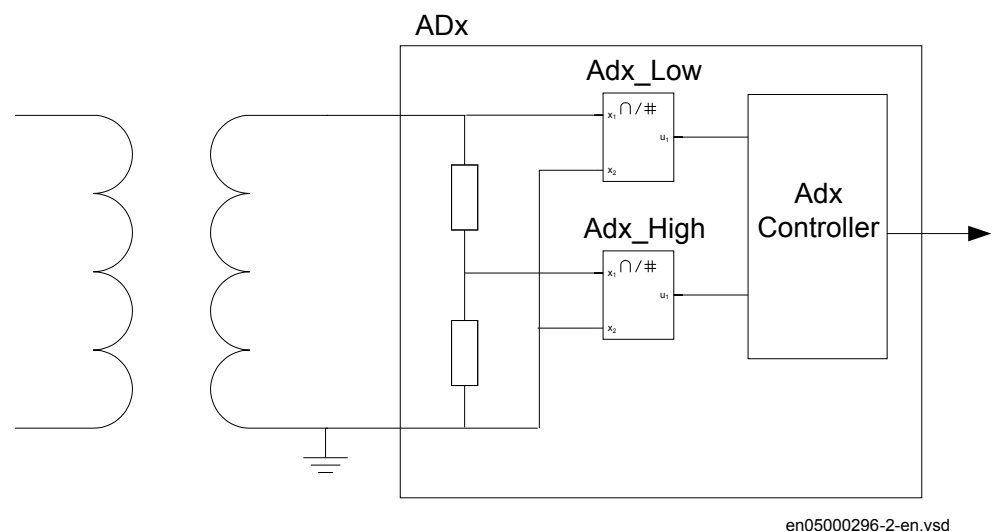 ADx
Adx_Low
x₁ ∩/#
u₁
x₂
Adx_High
x₁ ∩/#
u₁
x₂
Adx
Controller
en05000296-2-en.vsd